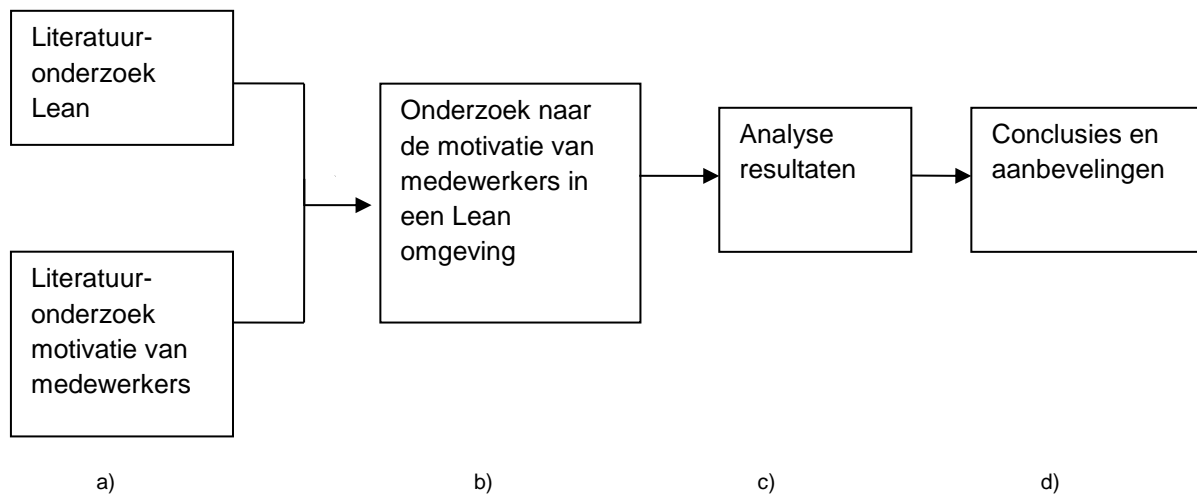 Literatuur-
onderzoek
Lean
Literatuur-
onderzoek
motivatie van
medewerkers
Onderzoek naar
de motivatie van
medewerkers in
een Lean
omgeving
Analyse
resultaten
Conclusies en
aanbevelingen
a)
b)
c)
d)